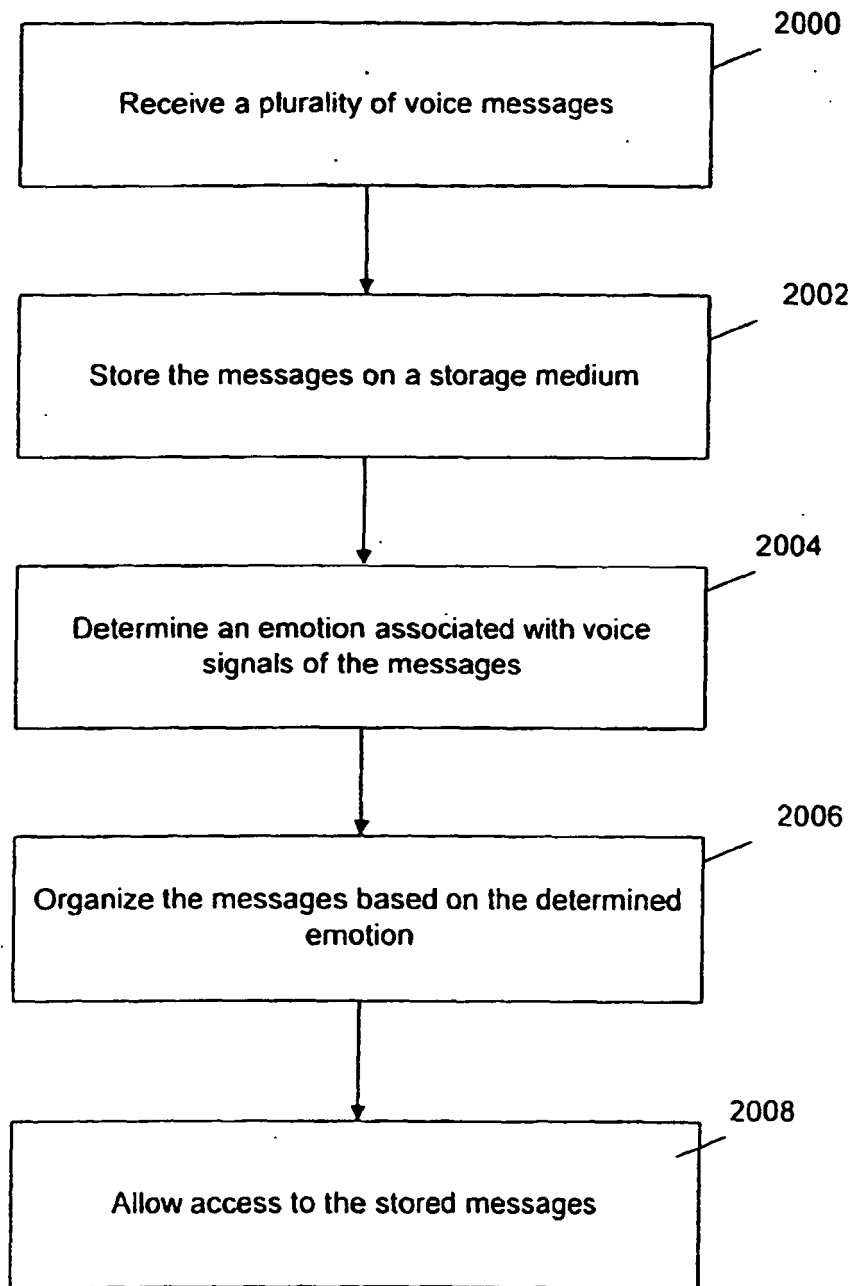 2000
Receive a plurality of voice messages
2002
Store the messages on a storage medium
2004
Determine an emotion associated with voice
signals of the messages
2006
Organize the messages based on the determined
emotion
2008
Allow access to the stored messages